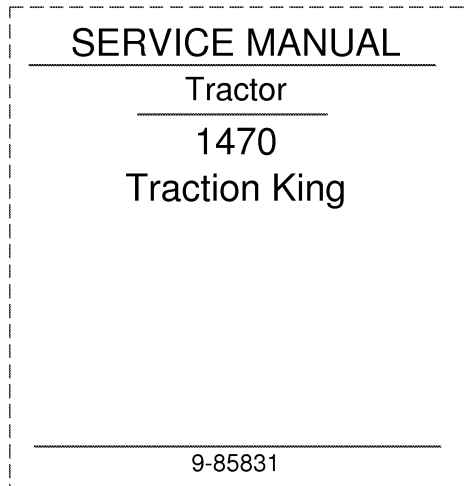 SERVICE MANUAL
Tractor
1470
Traction King
9-85831